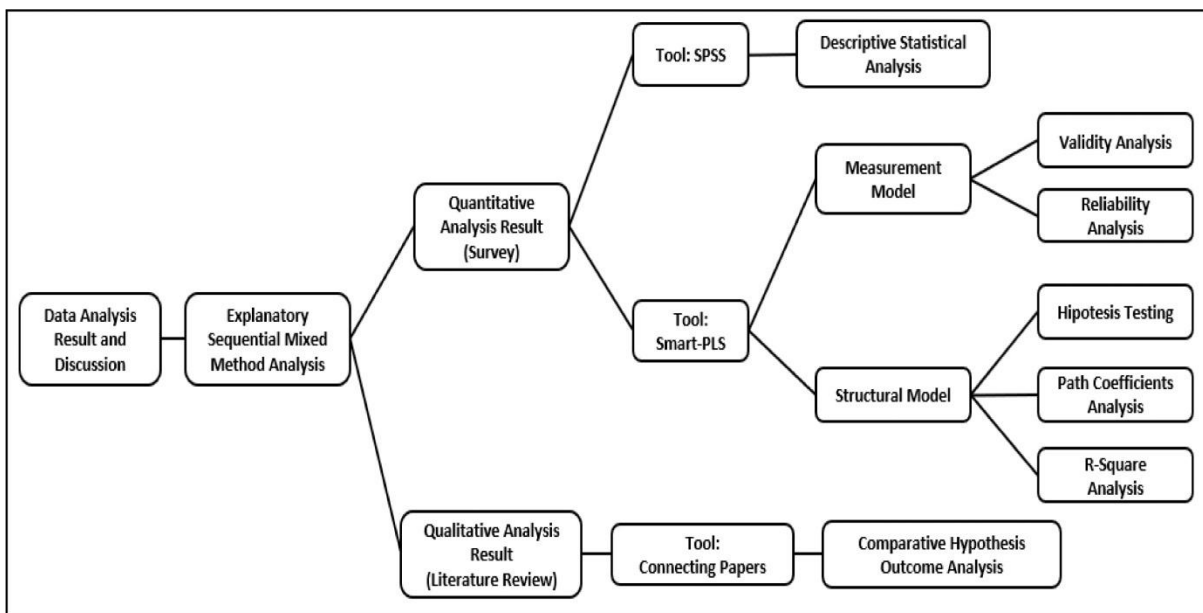 Data Analysis
Result and
Discussion
Explanatory
Sequential Mixed
Method Analysis
Quantitative
Analysis Result
(Survey)
Tool: SPSS
Descriptive Statistical
Analysis
Tool:
Smart-PLS
Measurement
Model
Validity Analysis
Reliability
Analysis
Structural Model
Hipotesis Testing
Path Coefficients
Analysis
R-Square
Analysis
Qualitative Analysis
Result
(Literature Review)
Tool:
Connecting Papers
Comparative Hypothesis
Outcome Analysis